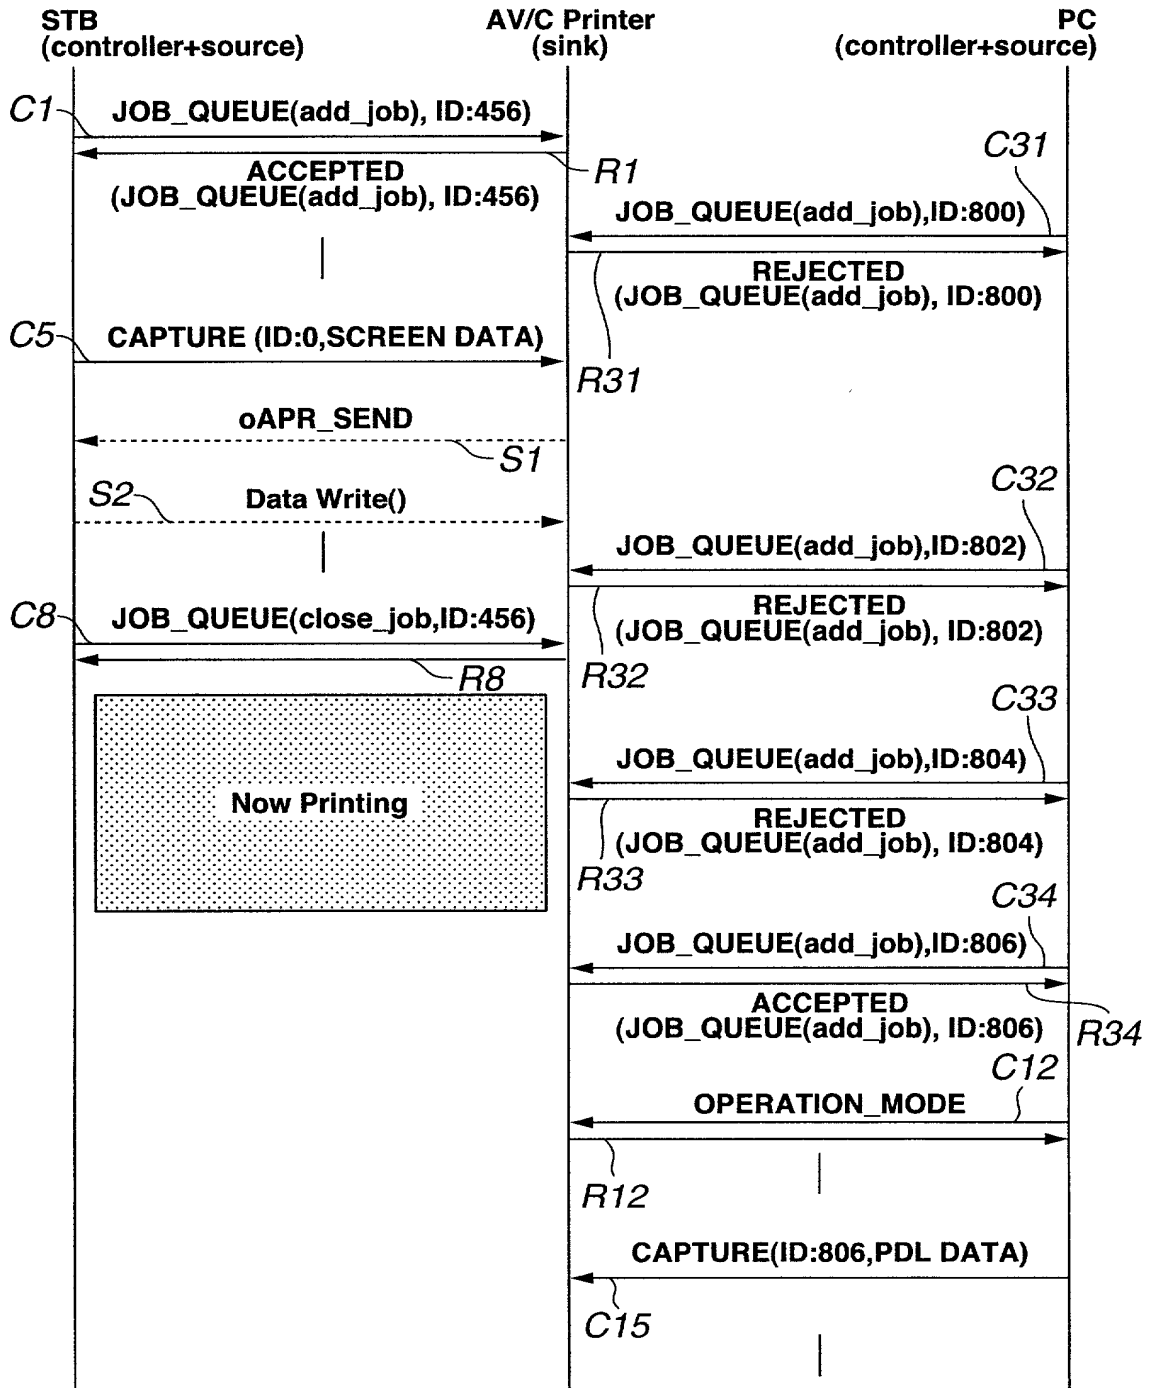 STB
(controller+source)
AV/C Printer
(sink)
PC
(controller+source)
C1
JOB_QUEUE(add_job), ID:456)
R1
ACCEPTED
(JOB_QUEUE(add_job), ID:456)
C31
JOB_QUEUE(add_job),ID:800)
REJECTED
(JOB_QUEUE(add_job), ID:800)
R31
C5
CAPTURE (ID:0,SCREEN DATA)
oAPR_SEND
S1
S2
Data Write()
C32
JOB_QUEUE(add_job),ID:802)
REJECTED
(JOB_QUEUE(add_job), ID:802)
R32
C8
JOB_QUEUE(close_job,ID:456)
R8
C33
JOB_QUEUE(add_job),ID:804)
Now Printing
REJECTED
(JOB_QUEUE(add_job), ID:804)
R33
C34
JOB_QUEUE(add_job),ID:806)
ACCEPTED
(JOB_QUEUE(add_job), ID:806)
R34
C12
OPERATION_MODE
R12
CAPTURE(ID:806,PDL DATA)
C15